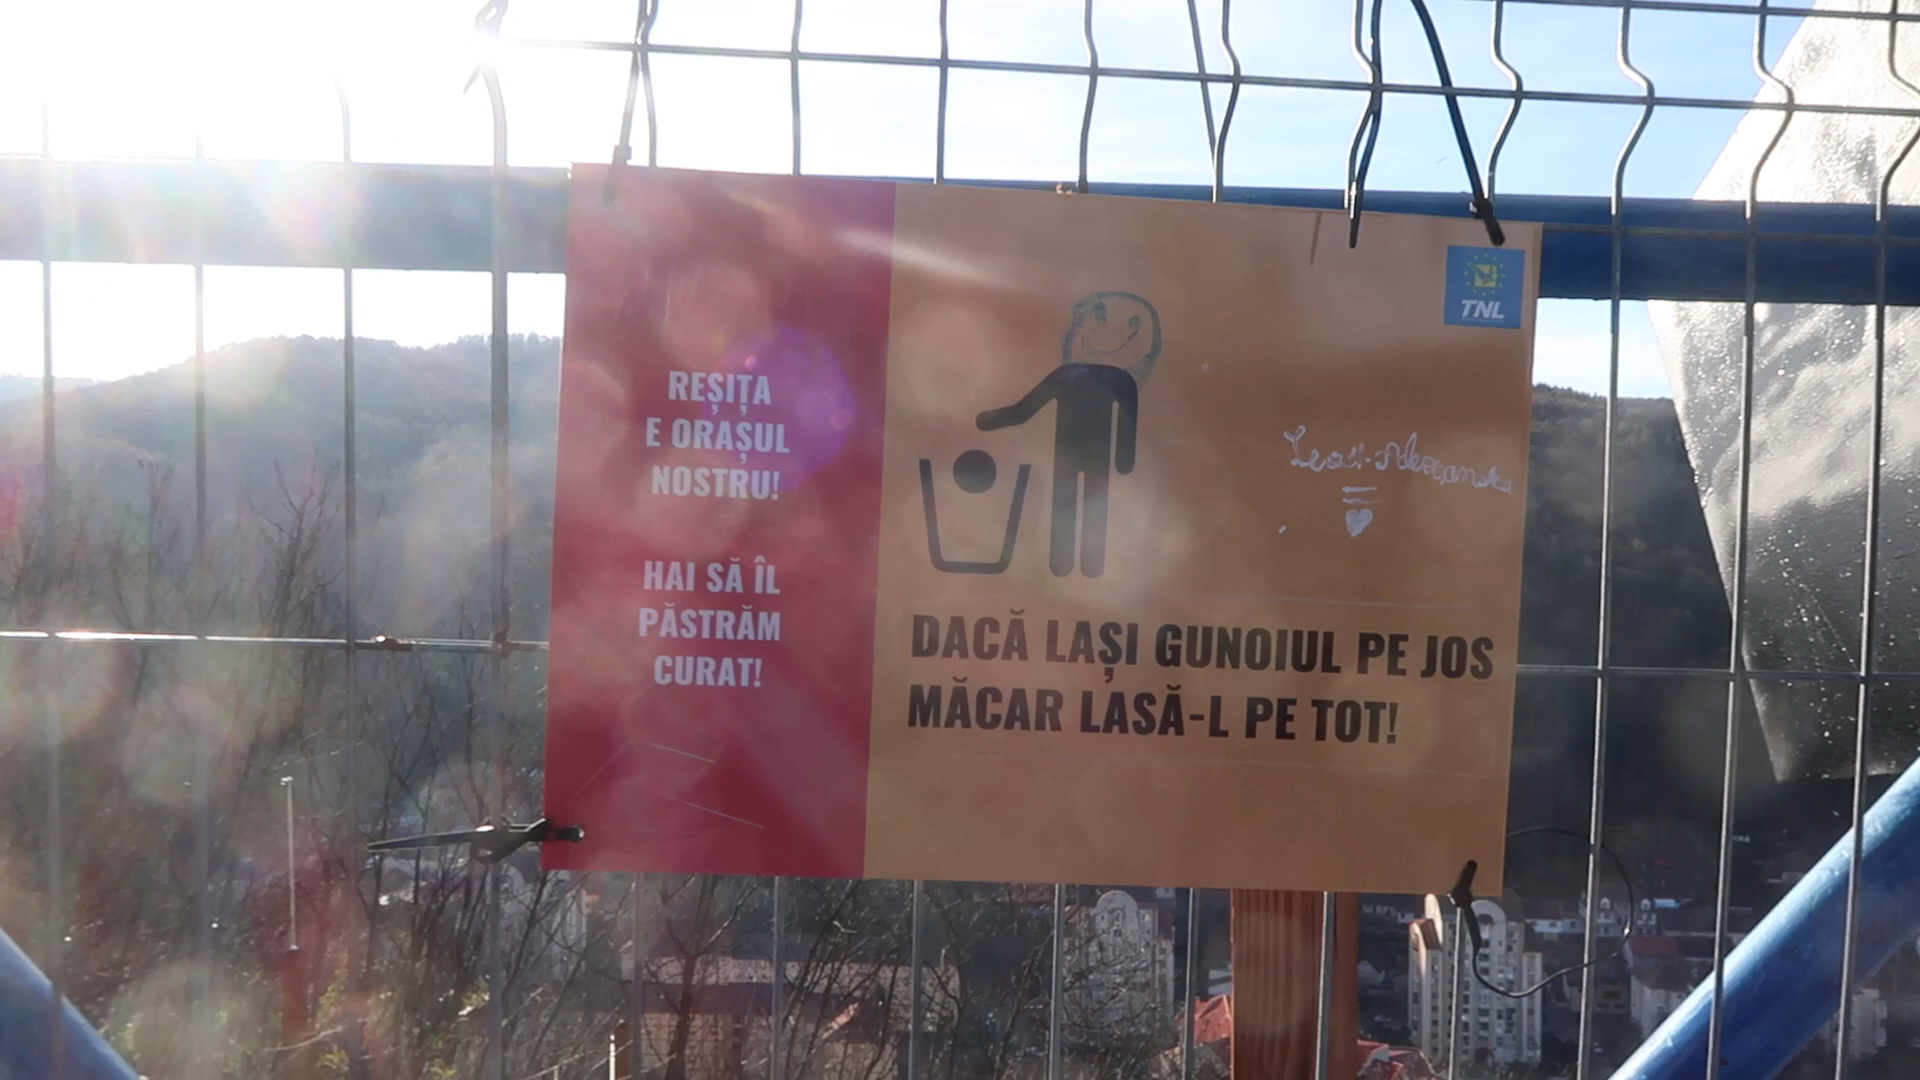 REȘIȚA
E ORAȘUL
NOSTRU!
HAI SĂ ÎL
PĂSTRĂM
CURAT!
TNL
DACĂ LAȘI GUNOIUL PE JOS
MĂCAR LASĂ-L PE TOT!